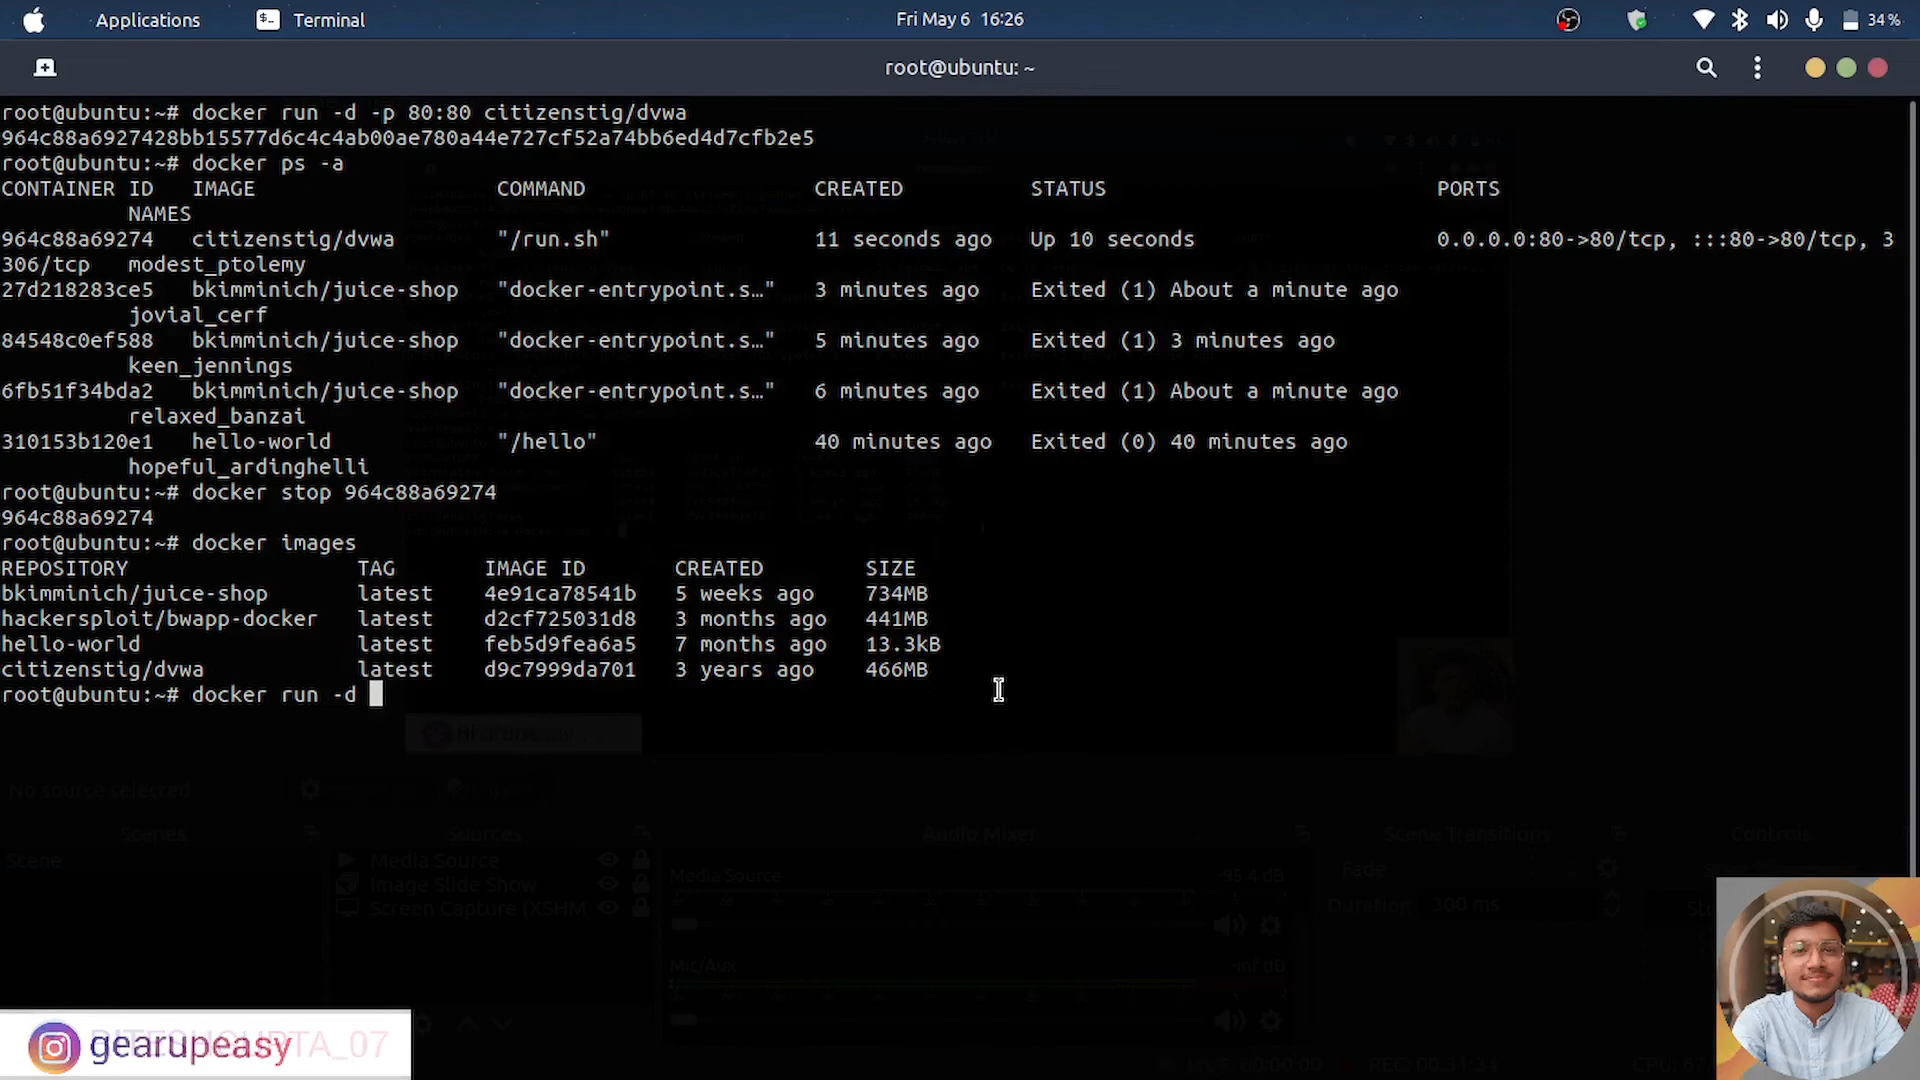 Applications
Terminal
Fri May 6 16:26
34 %
root@ubuntu: ~
root@ubuntu:~# docker run -d -p 80:80 citizenstig/dvwa
964c88a6927428bb15577d6c4c4ab00ae780a44e727cf52a74bb6ed4d7cfb2e5
root@ubuntu:~# docker ps -a
CONTAINER ID IMAGE COMMAND CREATED STATUS PORTS
NAMES
964c88a69274 citizenstig/dvwa "/run.sh" 11 seconds ago Up 10 seconds 0.0.0.0:80->80/tcp, :::80->80/tcp, 3
306/tcp modest_ptolemy
27d218283ce5 bkimminich/juice-shop "docker-entrypoint.s…" 3 minutes ago Exited (1) About a minute ago
jovial_cerf
84548c0ef588 bkimminich/juice-shop "docker-entrypoint.s…" 5 minutes ago Exited (1) 3 minutes ago
keen_jennings
6fb51f34bda2 bkimminich/juice-shop "docker-entrypoint.s…" 6 minutes ago Exited (1) About a minute ago
relaxed_banzai
310153b120e1 hello-world "/hello" 40 minutes ago Exited (0) 40 minutes ago
hopeful_ardinghelli
root@ubuntu:~# docker stop 964c88a69274
964c88a69274
root@ubuntu:~# docker images
REPOSITORY TAG IMAGE ID CREATED SIZE
bkimminich/juice-shop latest 4e91ca78541b 5 weeks ago 734MB
hackersploit/bwapp-docker latest d2cf725031d8 3 months ago 441MB
hello-world latest feb5d9fea6a5 7 months ago 13.3kB
citizenstig/dvwa latest d9c7999da701 3 years ago 466MB
root@ubuntu:~# docker run -d
No source selected
Scenes Sources Audio Mixer Scene Transitions Controls
Scene
Media Source
Image Slide Show
Screen Capture (XSHM
Media Source -95.4 dB
Fade
Duration 300 ms
Mic/Aux -inf dB
gearupeasy